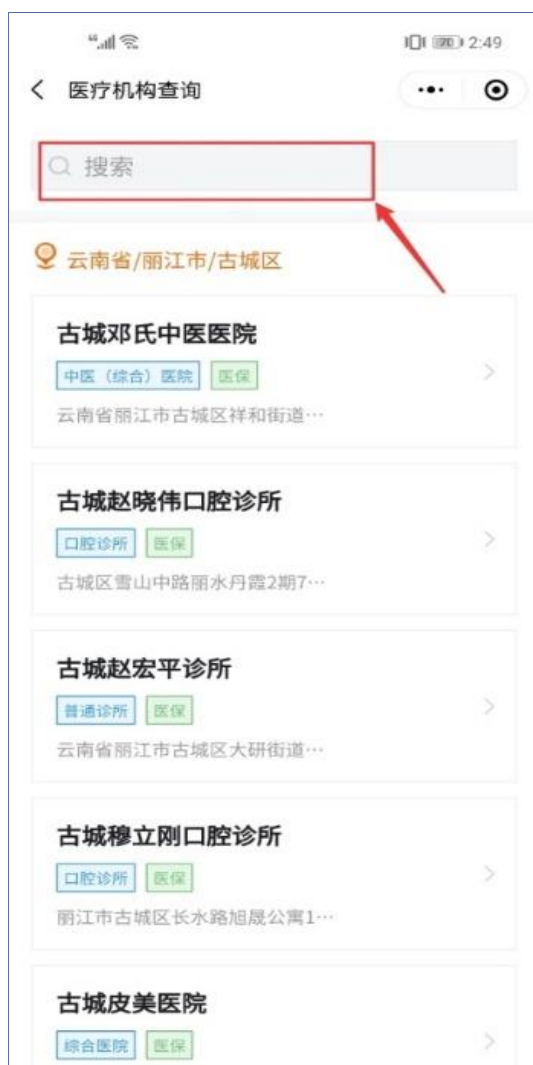 2:49
医疗机构查询
搜索
云南省/丽江市/古城区
古城邓氏中医医院
中医（综合）医院 医保
云南省丽江市古城区祥和街道…
古城赵晓伟口腔诊所
口腔诊所 医保
古城区雪山中路丽水丹霞2期7…
古城赵宏平诊所
普通诊所 医保
云南省丽江市古城区大研街道…
古城穆立刚口腔诊所
口腔诊所 医保
丽江市古城区长水路旭晟公寓1…
古城皮美医院
综合医院 医保